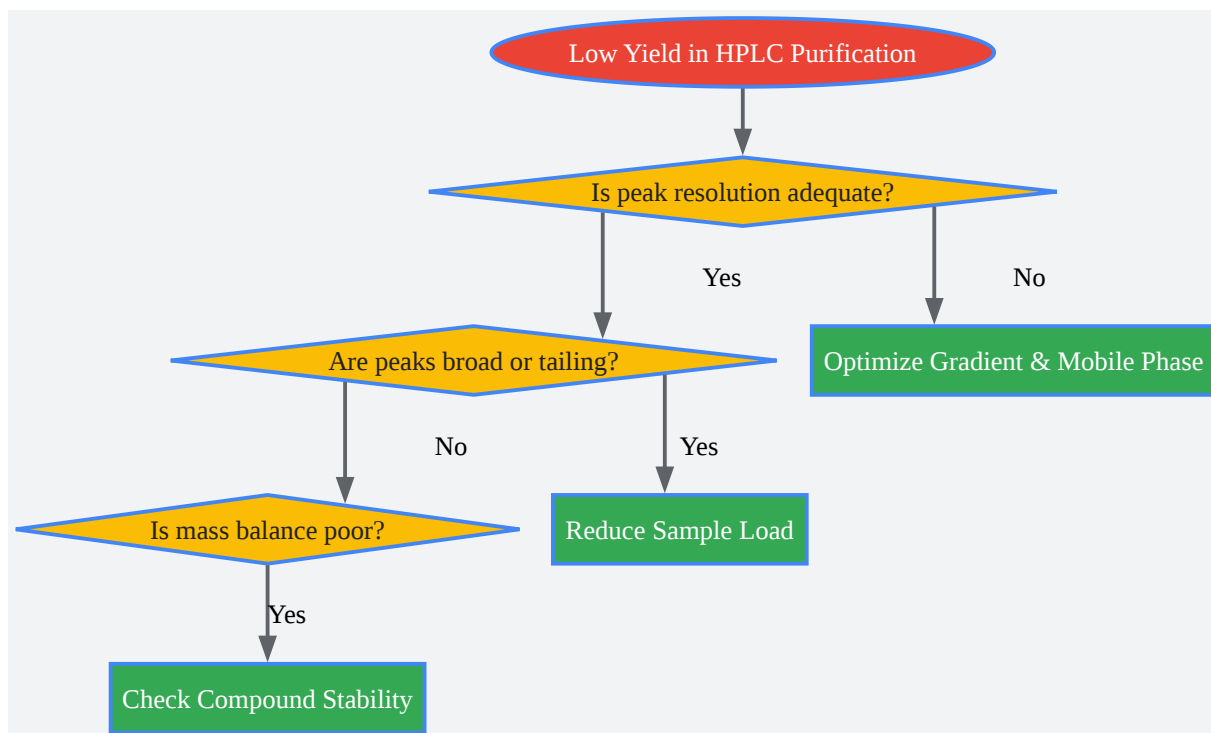 Low Yield in HPLC Purification
Is peak resolution adequate?
Yes
No
Are peaks broad or tailing?
Optimize Gradient & Mobile Phase
No
Yes
Is mass balance poor?
Reduce Sample Load
Yes
Check Compound Stability